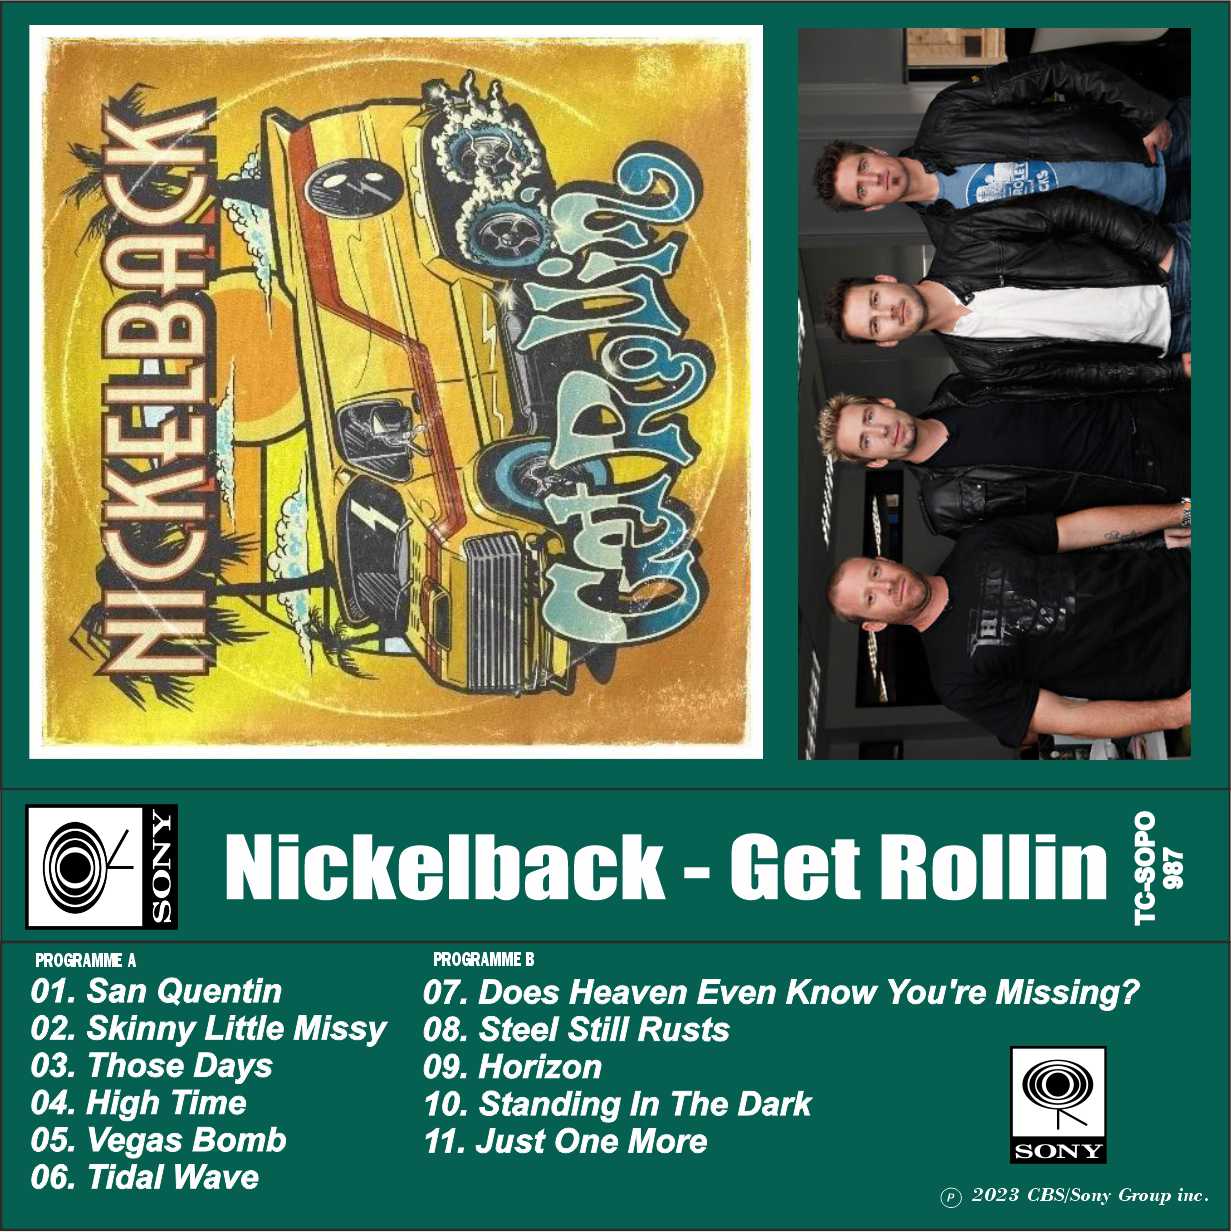 NICKELBACK
Get Rollin
SONY
Nickelback - Get Rollin
TC-SOPO
987
PROGRAMME A
01. San Quentin
02. Skinny Little Missy
03. Those Days
04. High Time
05. Vegas Bomb
06. Tidal Wave
PROGRAMME B
07. Does Heaven Even Know You're Missing?
08. Steel Still Rusts
09. Horizon
10. Standing In The Dark
11. Just One More
SONY
Ⓟ 2023 CBS/Sony Group inc.